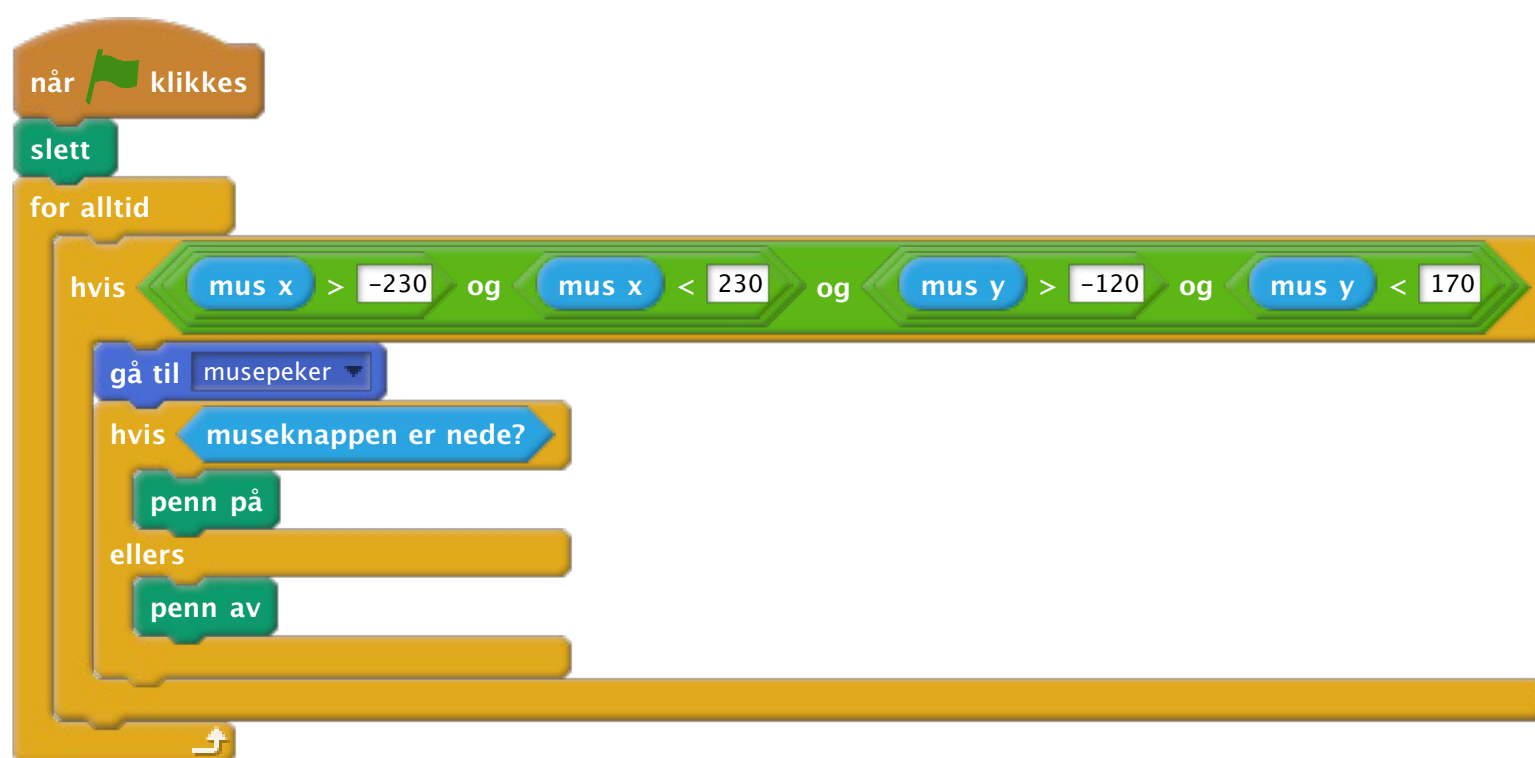 når klikkes
slett
for alltid
hvis mus x > -230 og mus x < 230 og mus y > -120 og mus y < 170
gå til musepeker
hvis museknappen er nede?
penn på
ellers
penn av